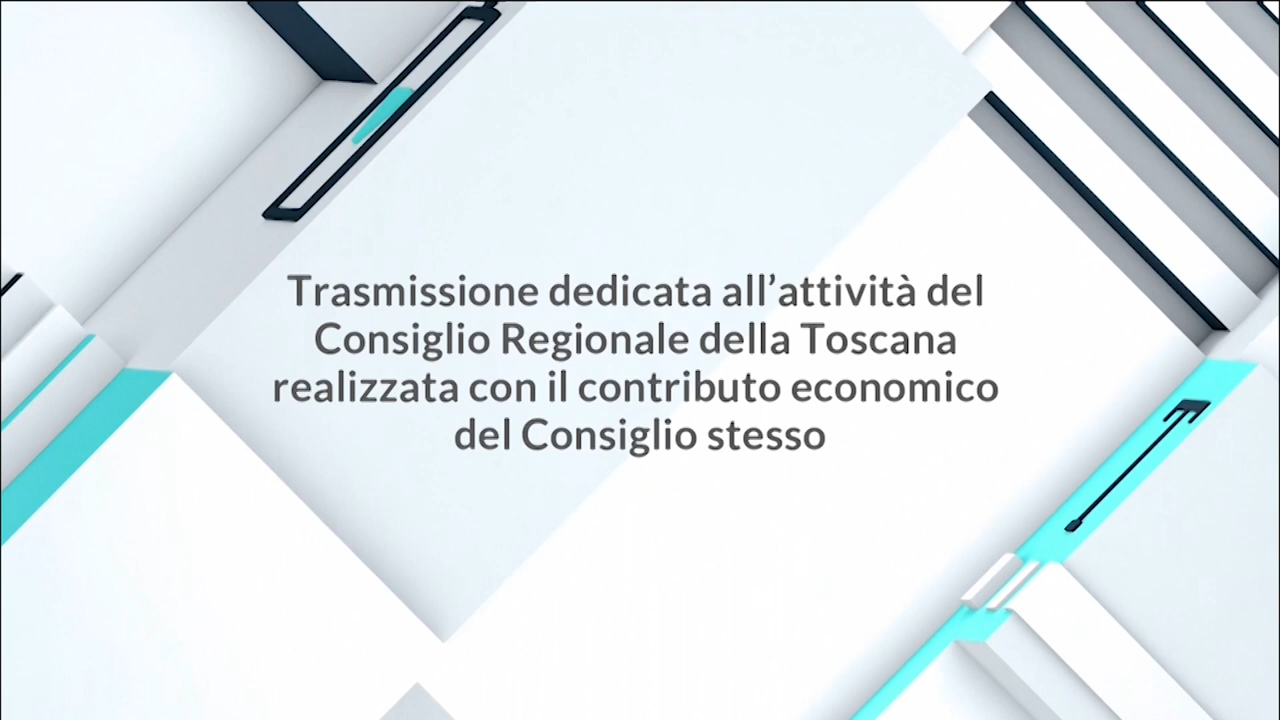 Trasmissione dedicata all’attività del
Consiglio Regionale della Toscana
realizzata con il contributo economico
del Consiglio stesso